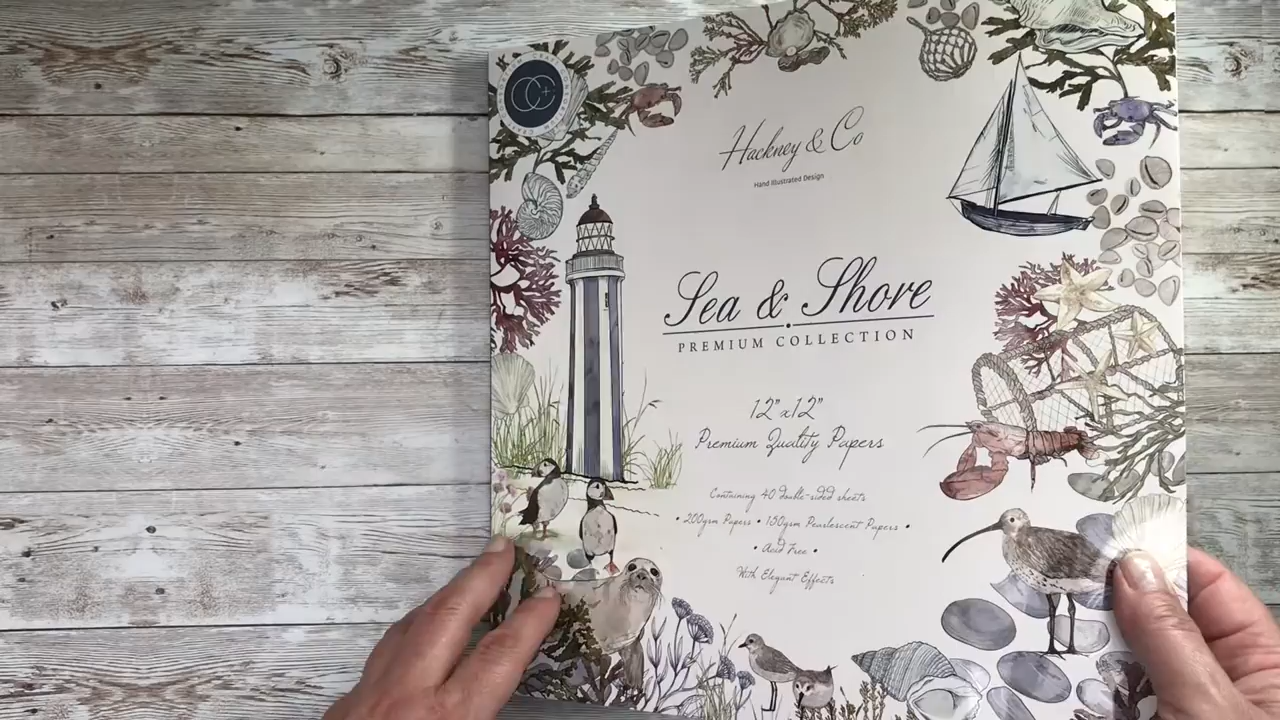 CC+
Hackney & Co
Hand Illustrated Design
Sea & Shore
PREMIUM COLLECTION
12"x12"
Premium Quality Papers
Containing 40 double-sided sheets
• 200gsm Papers • 150gsm Pearlescent Papers •
• Acid Free •
With Elegant Effects